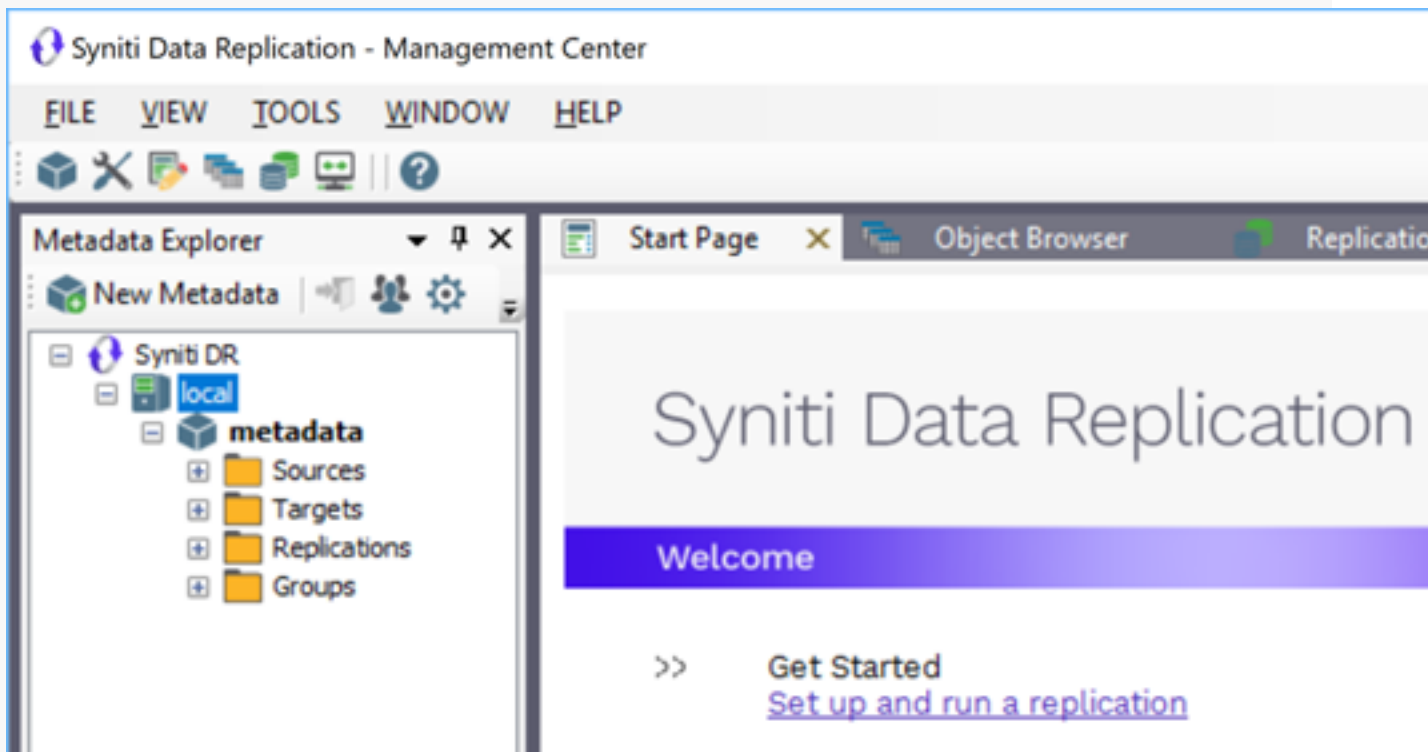 Syniti Data Replication - Management Center
FILE VIEW TOOLS WINDOW HELP
Metadata Explorer
New Metadata
Syniti DR
local
metadata
Sources
Targets
Replications
Groups
Start Page Object Browser Replicatio
Syniti Data Replication
Welcome
>> Get Started
Set up and run a replication